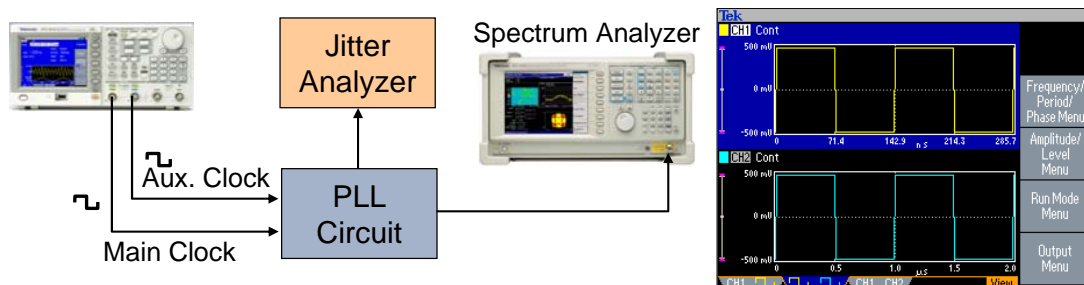 Jitter
Analyzer
Spectrum Analyzer
Aux. Clock
PLL
Circuit
Main Clock
Tek
CH1 Cont
500 mV
0 mV
-500 mV
0 71.4 142.9 ns 214.3 285.7
CH2 Cont
500 mV
0 mV
-500 mV
0 0.5 1.0 µs 1.5 2.0
CH1 CH1 CH2 View
Frequency/
Period/
Phase Menu
Amplitude/
Level
Menu
Run Mode
Menu
Output
Menu